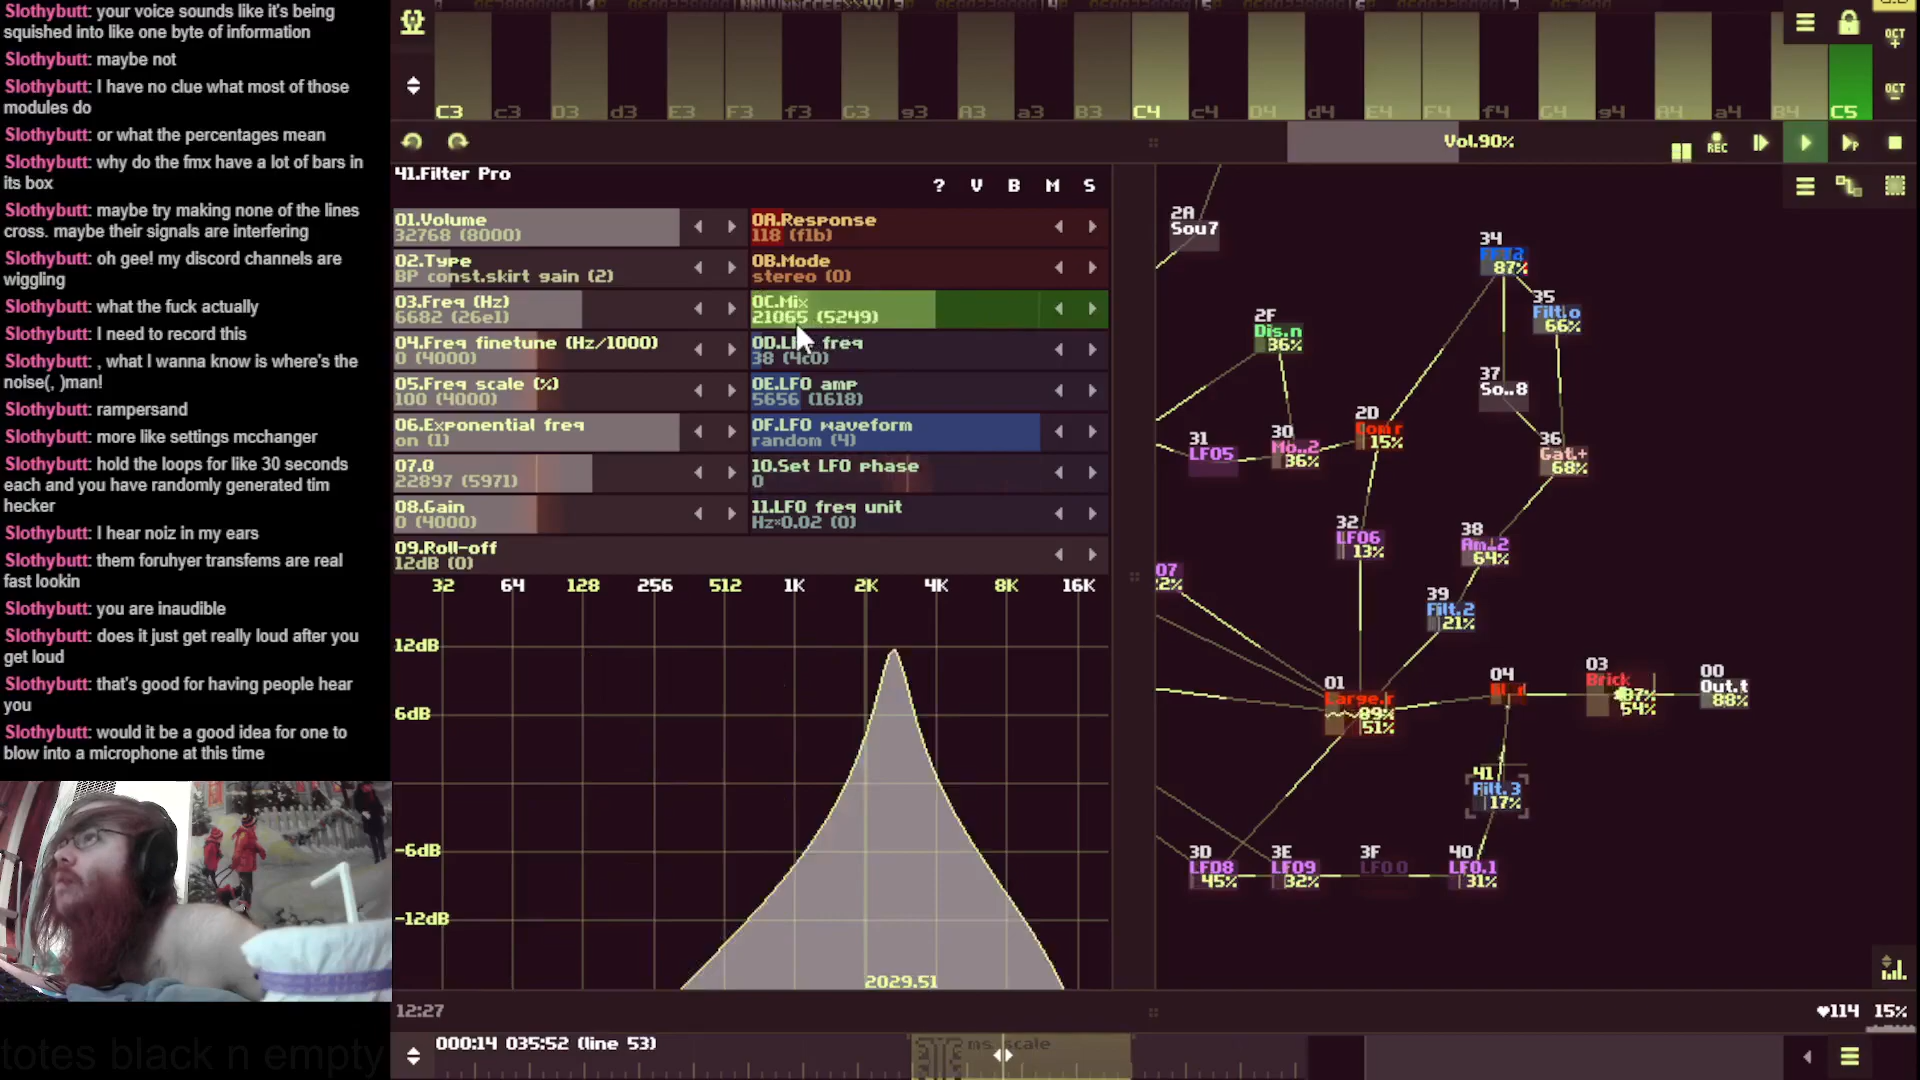 Slothybutt: your voice sounds like it's being
squished into like one byte of information
Slothybutt: maybe not
Slothybutt: I have no clue what most of those
modules do
Slothybutt: or what the percentages mean
Slothybutt: why do the fmx have a lot of bars in
its box
Slothybutt: maybe try making none of the lines
cross. maybe their signals are interfering
Slothybutt: oh gee! my discord channels are
wiggling
Slothybutt: what the fuck actually
Slothybutt: I need to record this
Slothybutt: , what I wanna know is where's the
noise(, )man!
Slothybutt: rampersand
Slothybutt: more like settings mcchanger
Slothybutt: hold the loops for like 30 seconds
each and you have randomly generated tim
hecker
Slothybutt: I hear noiz in my ears
Slothybutt: them foruhyer transfems are real
fast lookin
Slothybutt: you are inaudible
Slothybutt: does it just get really loud after you
get loud
Slothybutt: that's good for having people hear
you
Slothybutt: would it be a good idea for one to
blow into a microphone at this time
totes black n empty
C3 c3 D3 d3 E3 F3 f3 G3 g3 A3 a3 B3 C4 c4 D4 d4 E4 F4 f4 G4 g4 A4 a4 B4 C5
OCT
+
OCT
-
Vol.90%
REC
41.Filter Pro
? V B M S
01.Volume
32768 (8000)
02.Type
BP const.skirt gain (2)
03.Freq (Hz)
6682 (26e1)
04.Freq finetune (Hz/1000)
0 (4000)
05.Freq scale (%)
100 (4000)
06.Exponential freq
on (1)
07.Q
22897 (5971)
08.Gain
0 (4000)
09.Roll-off
12dB (0)
0A.Response
118 (f1b)
0B.Mode
stereo (0)
0C.Mix
21065 (5249)
freq
38 (4c0)
0E.LFO amp
5656 (1618)
0F.LFO waveform
random (4)
10.Set LFO phase
0
11.LFO freq unit
Hz*0.02 (0)
32 64 128 256 512 1K 2K 4K 8K 16K
12dB
6dB
-6dB
-12dB
2029.51
2A
Sou7
34
87%
35
Filt.o
66%
2F
Dis.n
36%
37
So..8
2D
15%
31
LFO5
30
Mo..2
36%
36
Gat.+
68%
32
LFO6
13%
38
Am..2
64%
07
2%
39
Filt.2
21%
01
Large.r
89%
51%
04
03
Brick
97%
54%
00
Out.t
88%
41
Filt.3
17%
3D
LFO8
45%
3E
LFO9
32%
3F
LFO.0
40
LFO.1
31%
12:27
♥114 15%
000:14 035:52 (line 53)
ms. scale